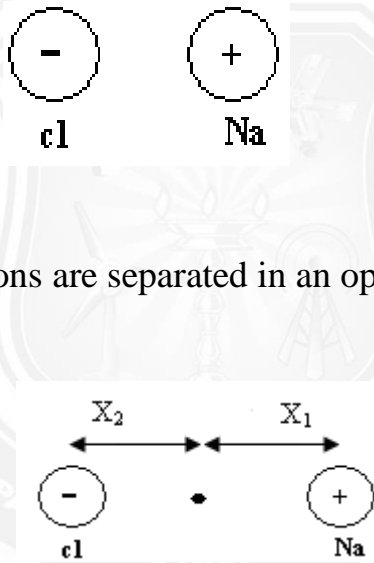 - +
cl Na
ons are separated in an op
X₂ X₁
- +
cl Na